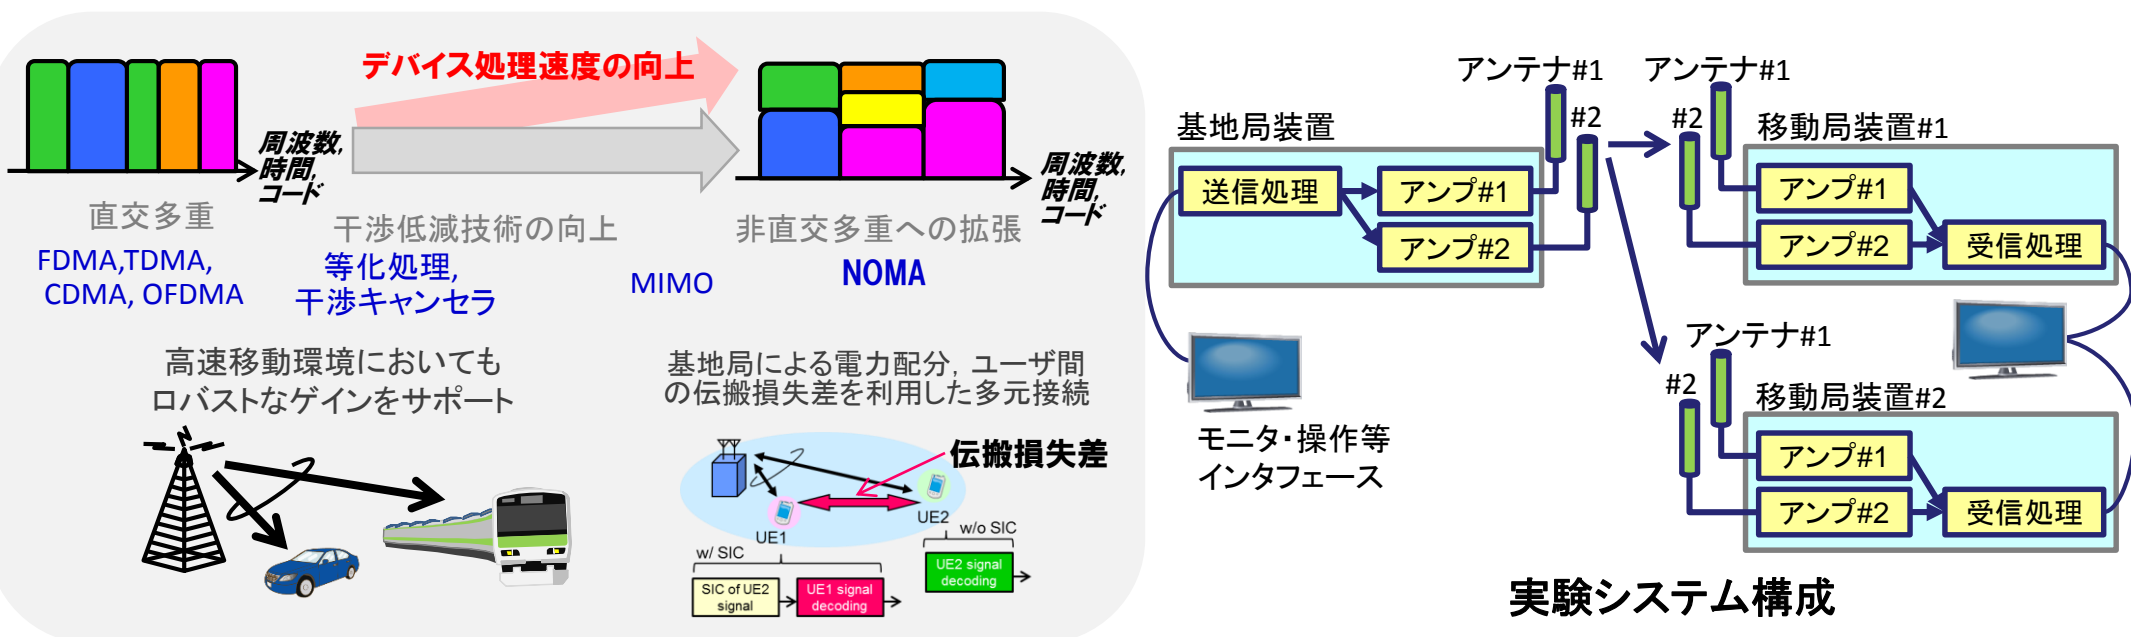 デバイス処理速度の向上
周波数,
時間,
コード
周波数,
時間,
コード
直交多重
干渉低減技術の向上
非直交多重への拡張
FDMA,TDMA,
CDMA, OFDMA
等化処理,
干渉キャンセラ
MIMO
NOMA
高速移動環境においても
ロバストなゲインをサポート
基地局による電力配分，ユーザ間
の伝搬損失差を利用した多元接続
伝搬損失差
UE1
UE2
w/ SIC
w/o SIC
SIC of UE2
signal
UE1 signal
decoding
UE2 signal
decoding
アンテナ#1
#2
基地局装置
送信処理
アンプ#1
アンプ#2
モニタ・操作等
インタフェース
アンテナ#1
#2
移動局装置#1
アンプ#1
アンプ#2
受信処理
アンテナ#1
#2
移動局装置#2
アンプ#1
アンプ#2
受信処理
実験システム構成